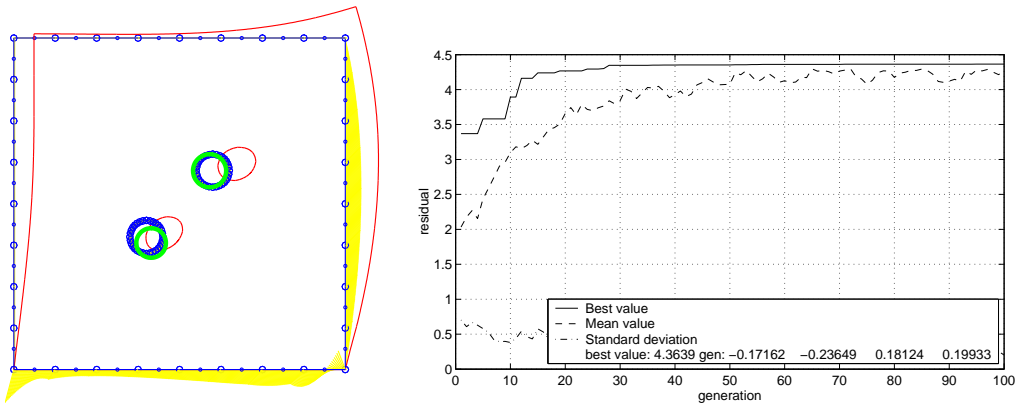 4.5
4
3.5
3
2.5
2
1.5
1
0.5
0
residual
Best value
Mean value
Standard deviation
best value: 4.3639 gen: −0.17162 −0.23649 0.18124 0.19933
0 10 20 30 40 50 60 70 80 90 100
generation